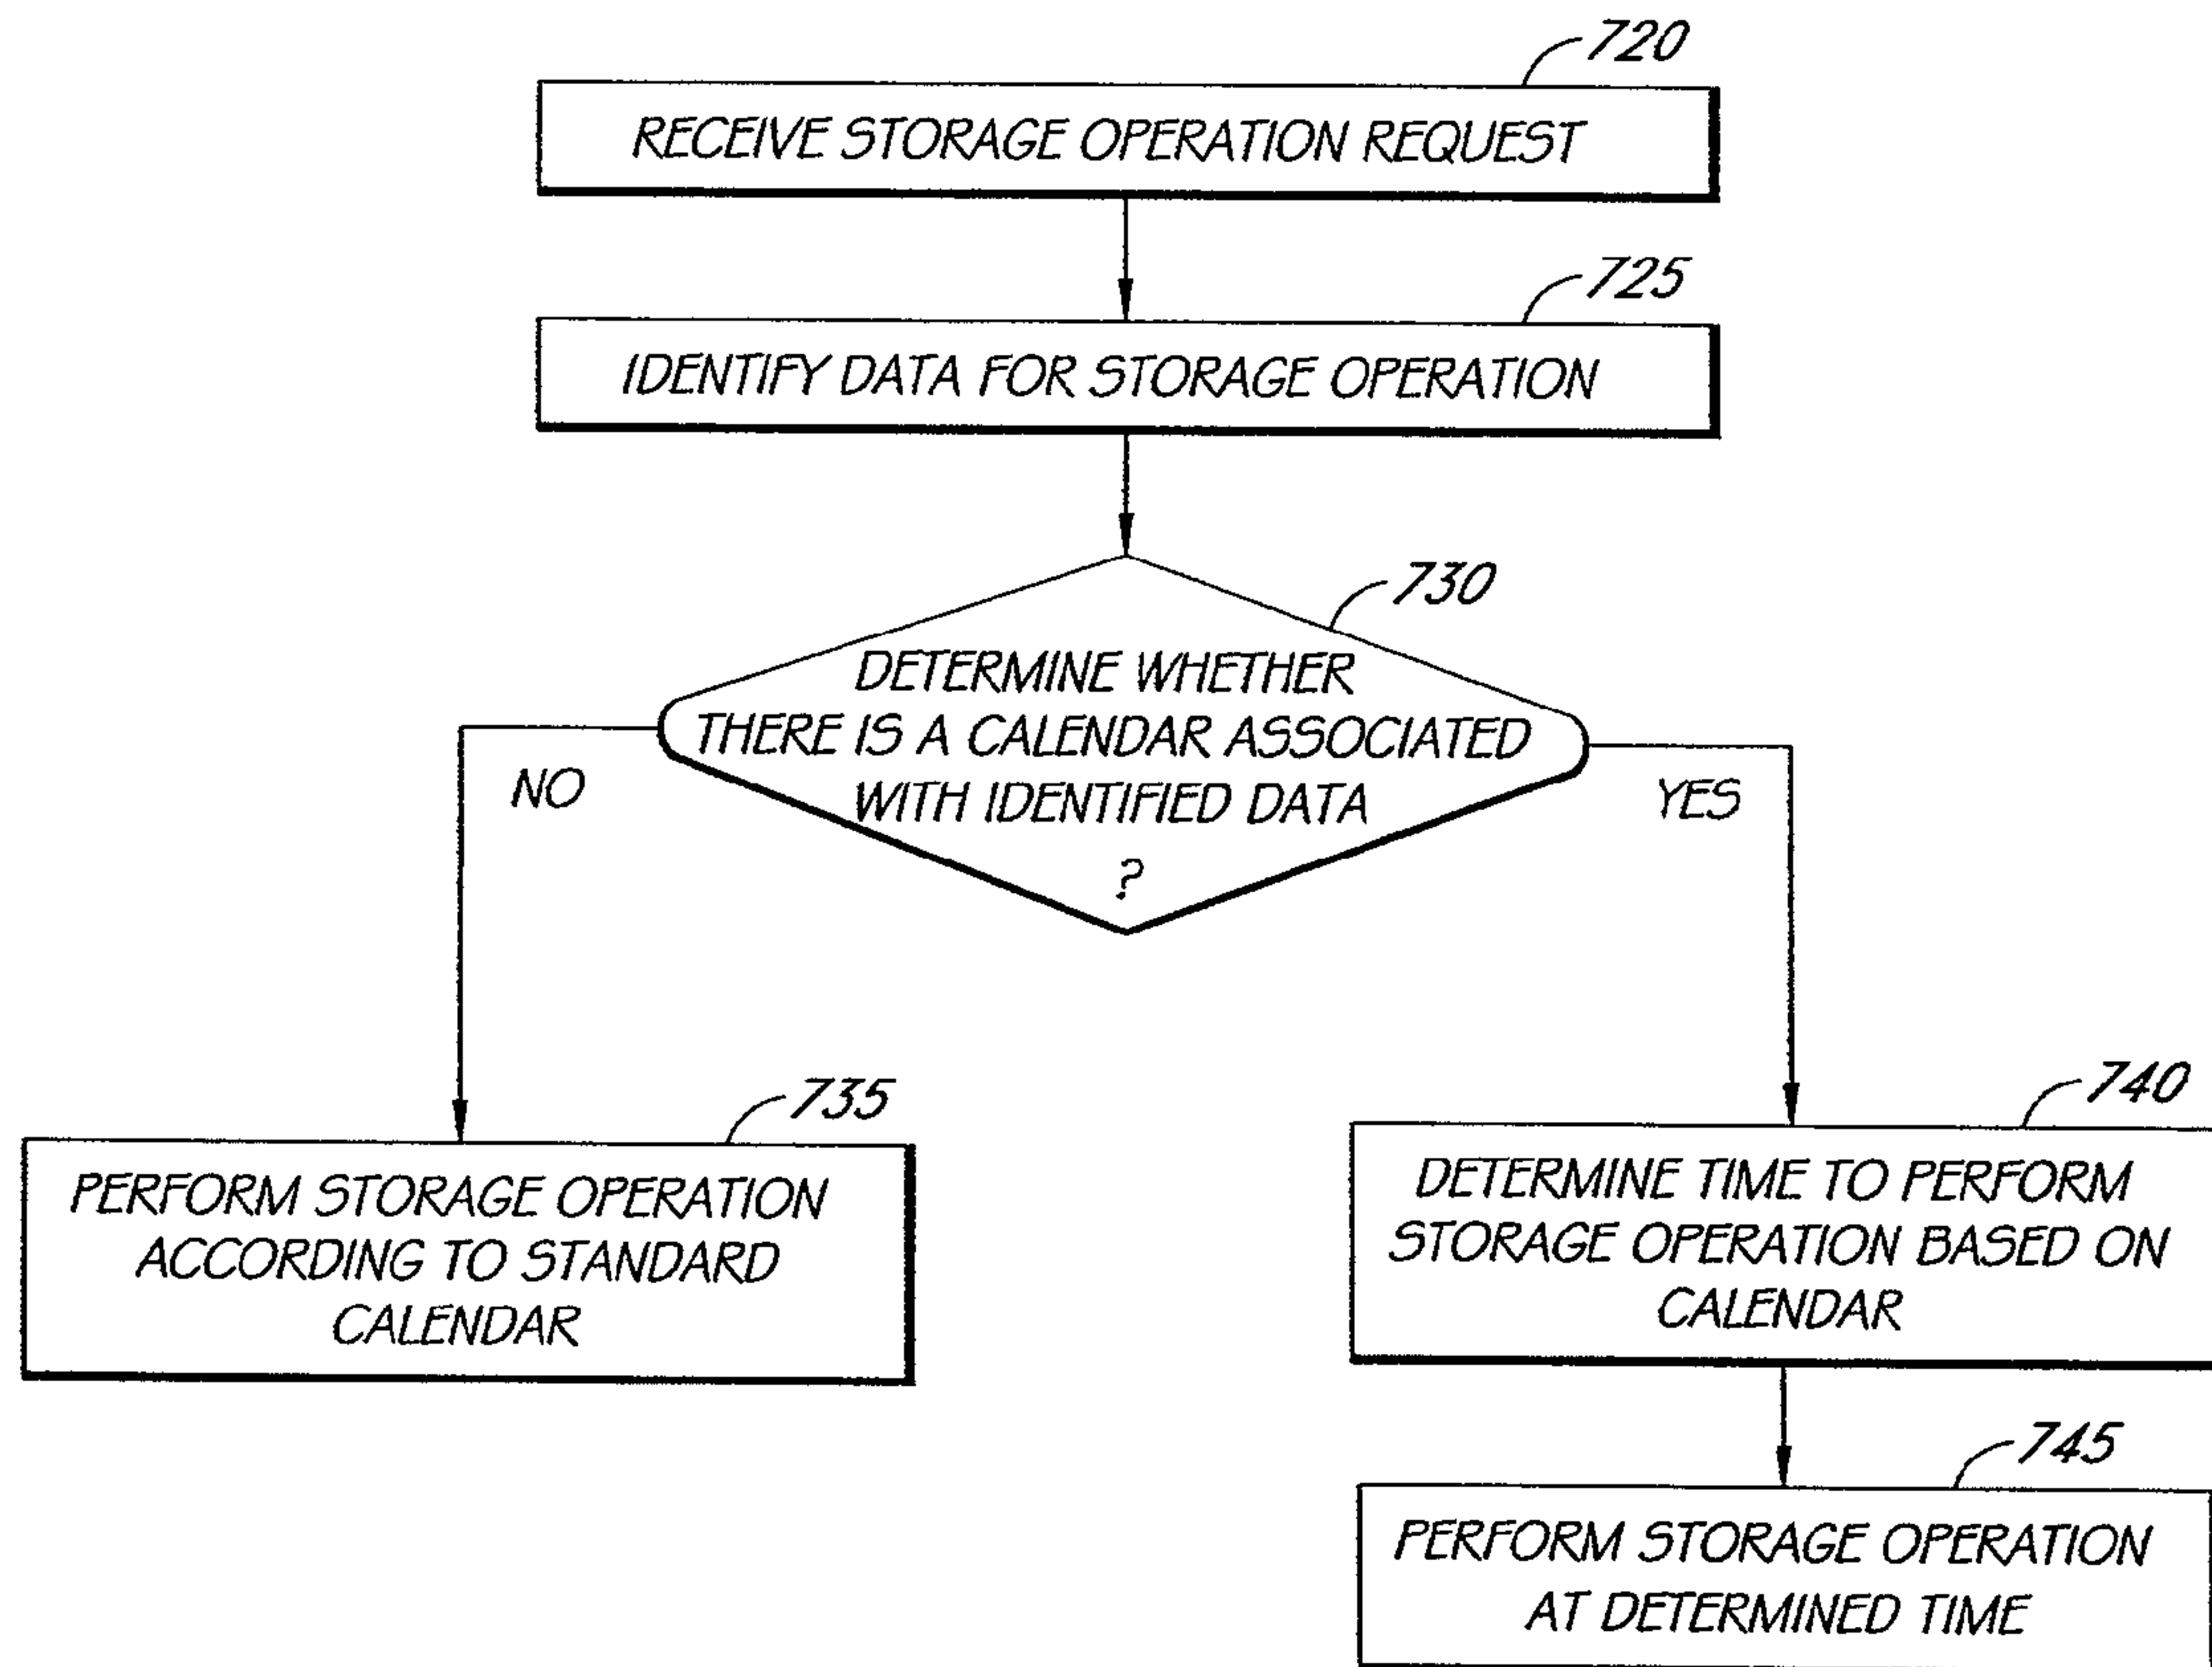 720
RECEIVE STORAGE OPERATION REQUEST
725
IDENTIFY DATA FOR STORAGE OPERATION
730
DETERMINE WHETHER
THERE IS A CALENDAR ASSOCIATED
WITH IDENTIFIED DATA
?
NO
YES
735
PERFORM STORAGE OPERATION
ACCORDING TO STANDARD
CALENDAR
740
DETERMINE TIME TO PERFORM
STORAGE OPERATION BASED ON
CALENDAR
745
PERFORM STORAGE OPERATION
AT DETERMINED TIME